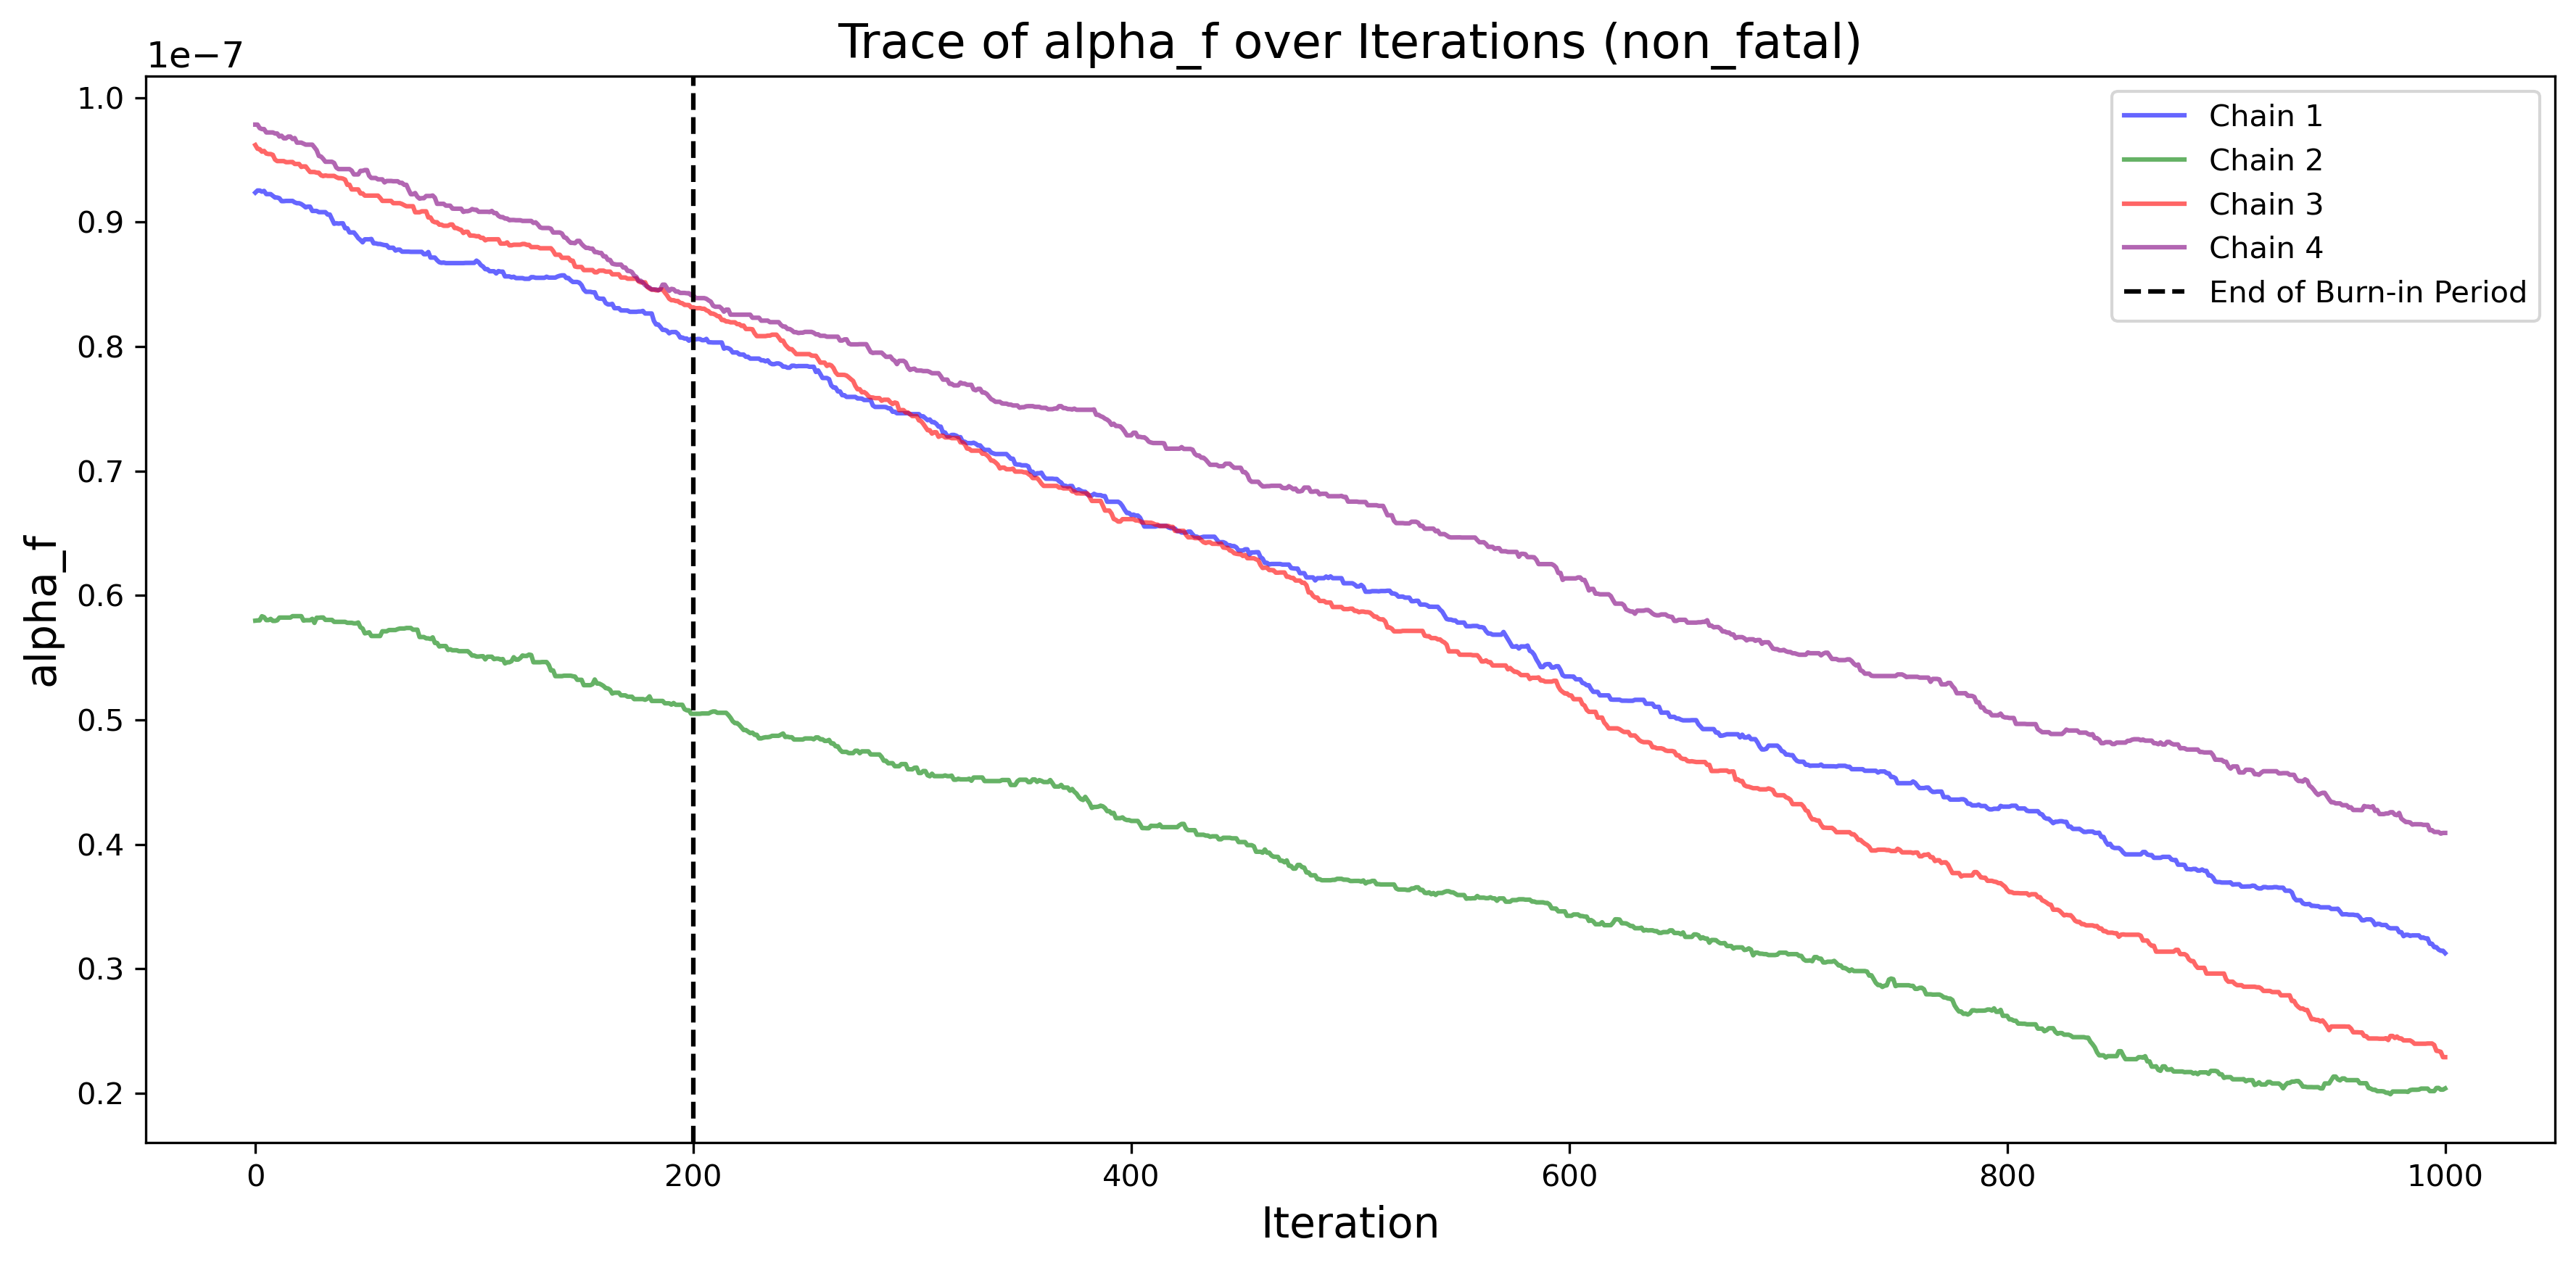 Trace of alpha_f over Iterations (non_fatal)
1e−7
1.0
0.9
0.8
0.7
0.6
0.5
0.4
0.3
0.2
alpha_f
Chain 1
Chain 2
Chain 3
Chain 4
End of Burn-in Period
0 200 400 600 800 1000
Iteration